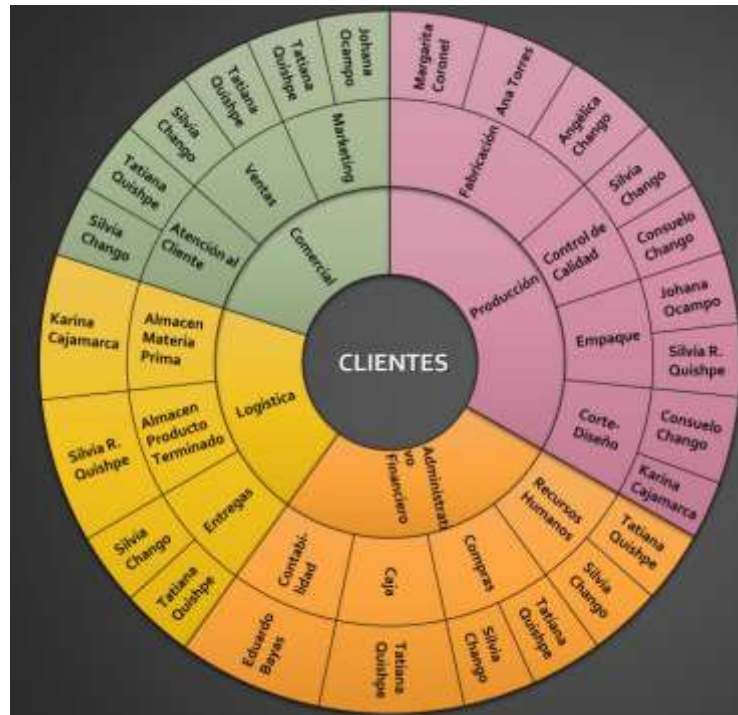 CLIENTES
Producción
Fabricación
Margarita
Coronel
Ana Torres
Angélica
Chango
Control de
Calidad
Silvia
Chango
Consuelo
Chango
Empaque
Johana
Ocampo
Silvia R.
Quishpe
Corte-
Diseño
Consuelo
Chango
Karina
Cajamarca
Administrati
vo
Financiero
Recursos
Humanos
Tatiana
Quishpe
Silvia
Chango
Compras
Tatiana
Quishpe
Silvia
Chango
Caja
Tatiana
Quishpe
Contabi-
lidad
Eduardo
Bayas
Logística
Entregas
Tatiana
Quishpe
Silvia
Chango
Almacen
Producto
Terminado
Silvia R.
Quishpe
Almacen
Materia
Prima
Karina
Cajamarca
Comercial
Atención al
Cliente
Silvia
Chango
Tatiana
Quishpe
Ventas
Silvia
Chango
Tatiana
Quishpe
Marketing
Tatiana
Quishpe
Johana
Ocampo